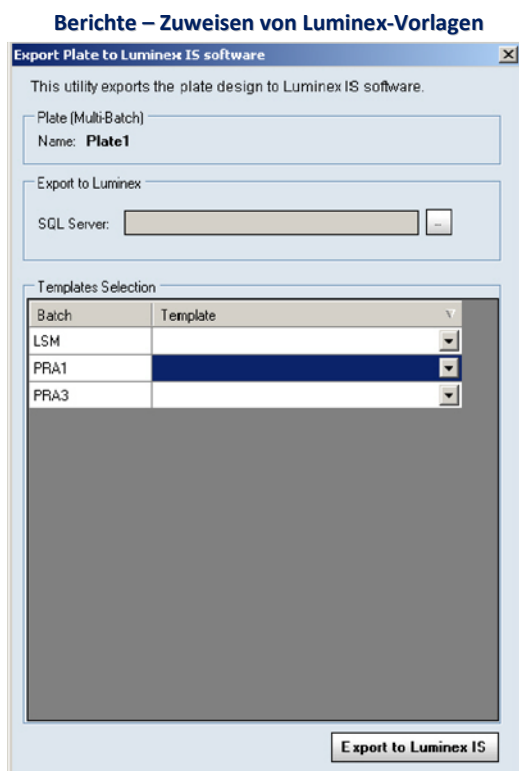 Berichte – Zuweisen von Luminex-Vorlagen
Export Plate to Luminex IS software
This utility exports the plate design to Luminex IS software.
Plate (Multi-Batch)
Name: Plate1
Export to Luminex
SQL Server: ...
Templates Selection
Batch Template
LSM
PRA1
PRA3
Export to Luminex IS